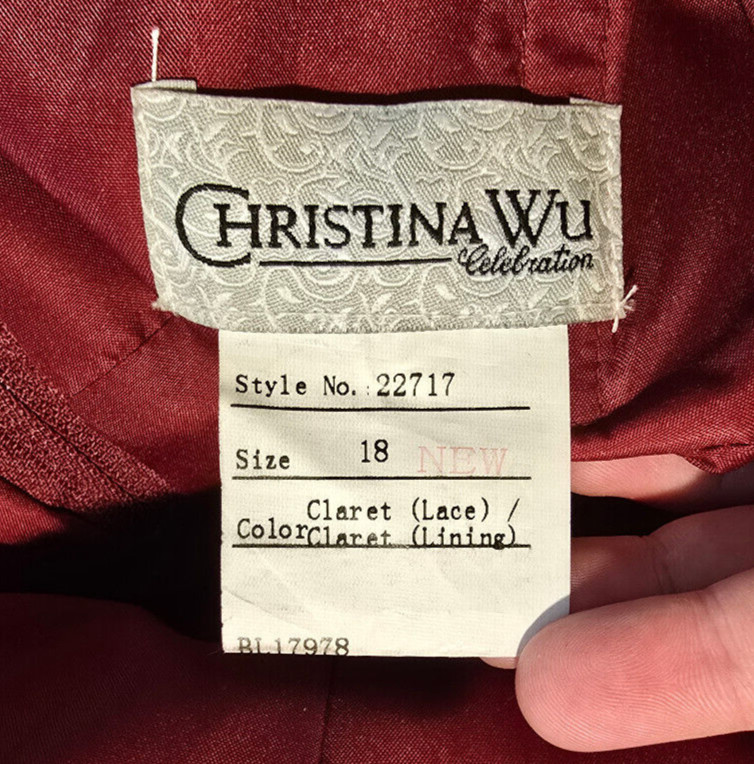 CHRISTINA WU
Celebration
Style No. : 22717
Size 18 NEW
Claret (Lace) /
Color Claret (Lining)
BL17978